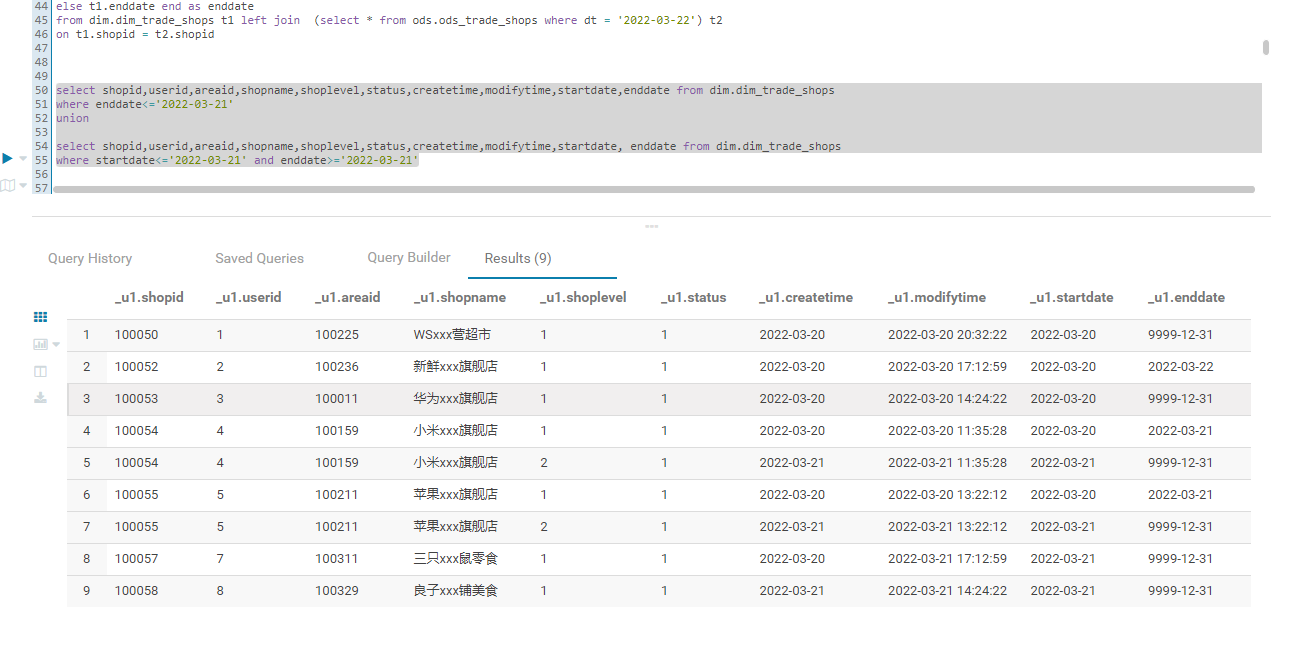 44 else t1.enddate end as enddate
45 from dim.dim_trade_shops t1 left join  (select * from ods.ods_trade_shops where dt = '2022-03-22') t2
46 on t1.shopid = t2.shopid
47
48
49
50 select shopid,userid,areaid,shopname,shoplevel,status,createtime,modifytime,startdate,enddate from dim.dim_trade_shops
51 where enddate<='2022-03-21'
52 union
53
54 select shopid,userid,areaid,shopname,shoplevel,status,createtime,modifytime,startdate, enddate from dim.dim_trade_shops
55 where startdate<='2022-03-21' and enddate>='2022-03-21'
56
57
Query History Saved Queries Query Builder Results (9)
_u1.shopid _u1.userid _u1.areaid _u1.shopname _u1.shoplevel _u1.status _u1.createtime _u1.modifytime _u1.startdate _u1.enddate
1 100050 1 100225 WSxxx营超市 1 1 2022-03-20 2022-03-20 20:32:22 2022-03-20 9999-12-31
2 100052 2 100236 新鲜xxx旗舰店 1 1 2022-03-20 2022-03-20 17:12:59 2022-03-20 2022-03-22
3 100053 3 100011 华为xxx旗舰店 1 1 2022-03-20 2022-03-20 14:24:22 2022-03-20 9999-12-31
4 100054 4 100159 小米xxx旗舰店 1 1 2022-03-20 2022-03-20 11:35:28 2022-03-20 2022-03-21
5 100054 4 100159 小米xxx旗舰店 2 1 2022-03-21 2022-03-21 11:35:28 2022-03-21 9999-12-31
6 100055 5 100211 苹果xxx旗舰店 1 1 2022-03-20 2022-03-20 13:22:12 2022-03-20 2022-03-21
7 100055 5 100211 苹果xxx旗舰店 2 1 2022-03-21 2022-03-21 13:22:12 2022-03-21 9999-12-31
8 100057 7 100311 三只xxx鼠零食 1 1 2022-03-20 2022-03-21 17:12:59 2022-03-21 9999-12-31
9 100058 8 100329 良子xxx铺美食 1 1 2022-03-21 2022-03-21 14:24:22 2022-03-21 9999-12-31